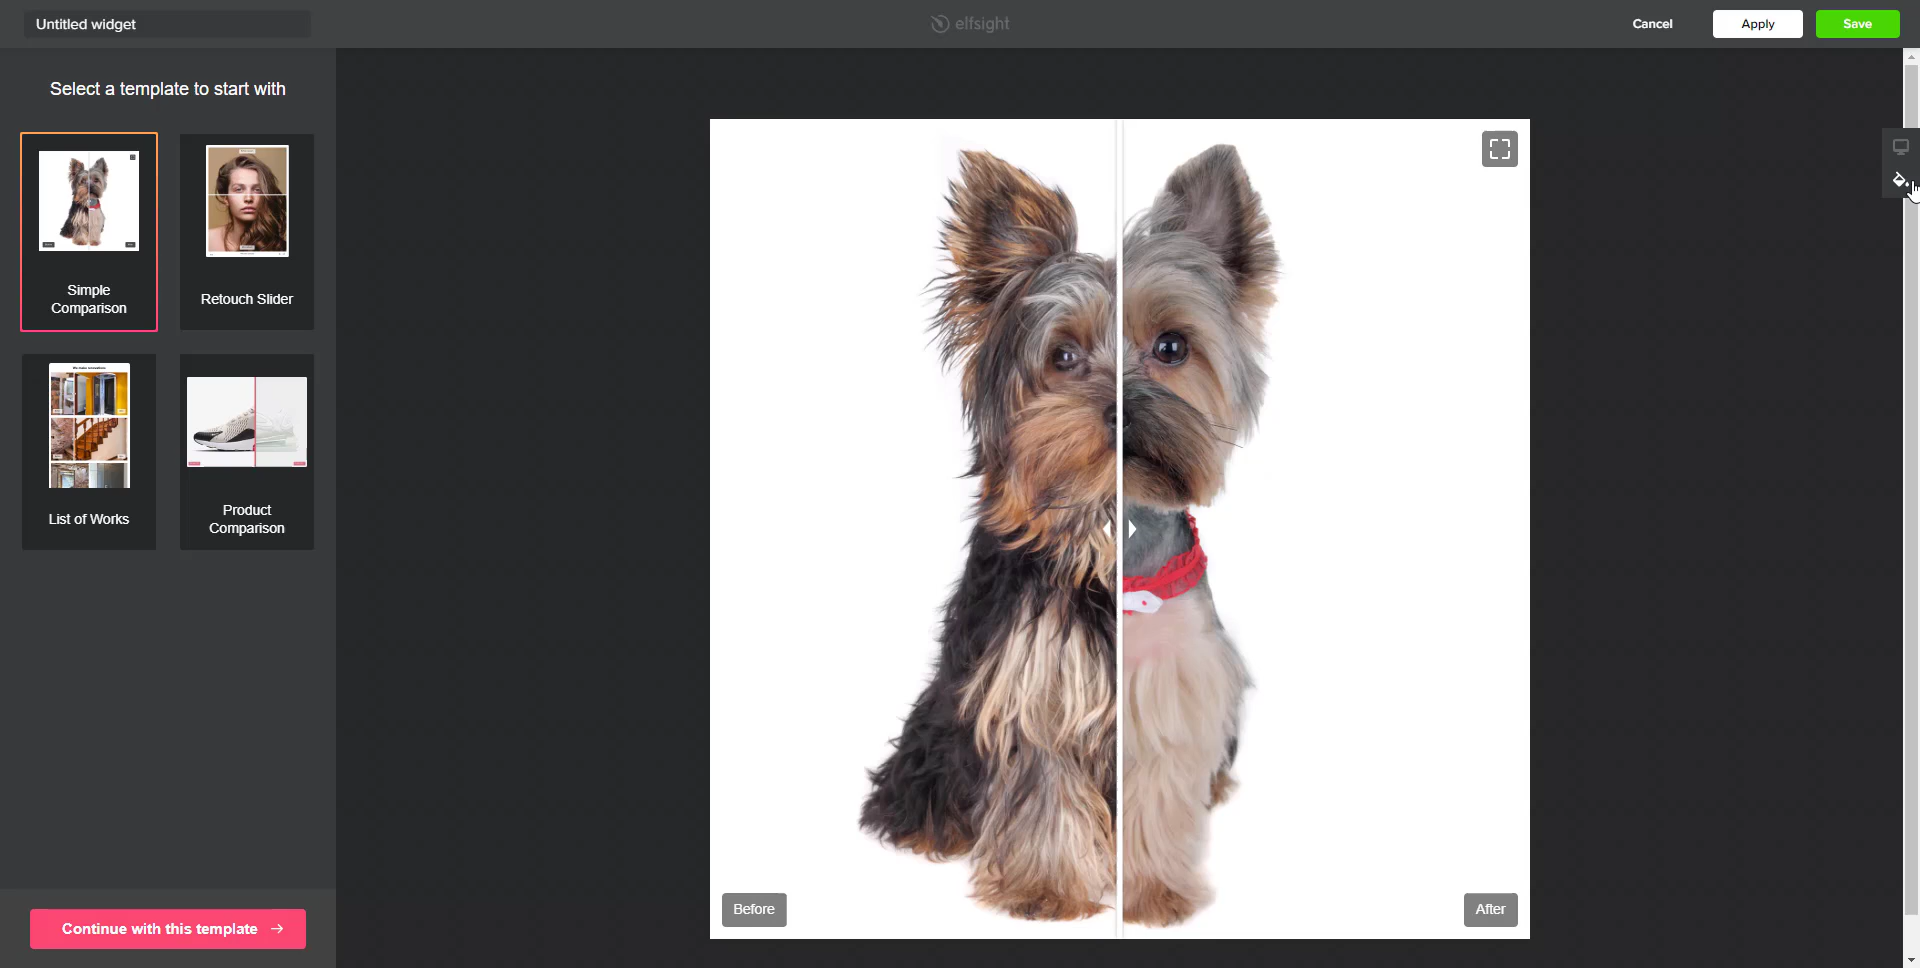 Untitled widget
elfsight
Cancel
Apply
Save
Select a template to start with
Simple
Comparison
Retouch Slider
List of Works
Product
Comparison
Before
After
Continue with this template